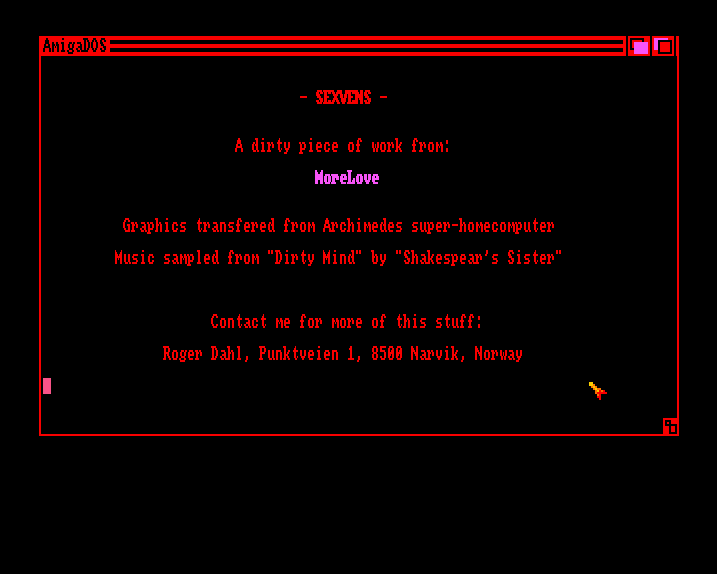 AmigaDOS
- SEXVENS -
A dirty piece of work from:
MoreLove
Graphics transfered from Archimedes super-homecomputer
Music sampled from "Dirty Mind" by "Shakespear's Sister"
Contact me for more of this stuff:
Roger Dahl, Punktveien 1, 8500 Narvik, Norway